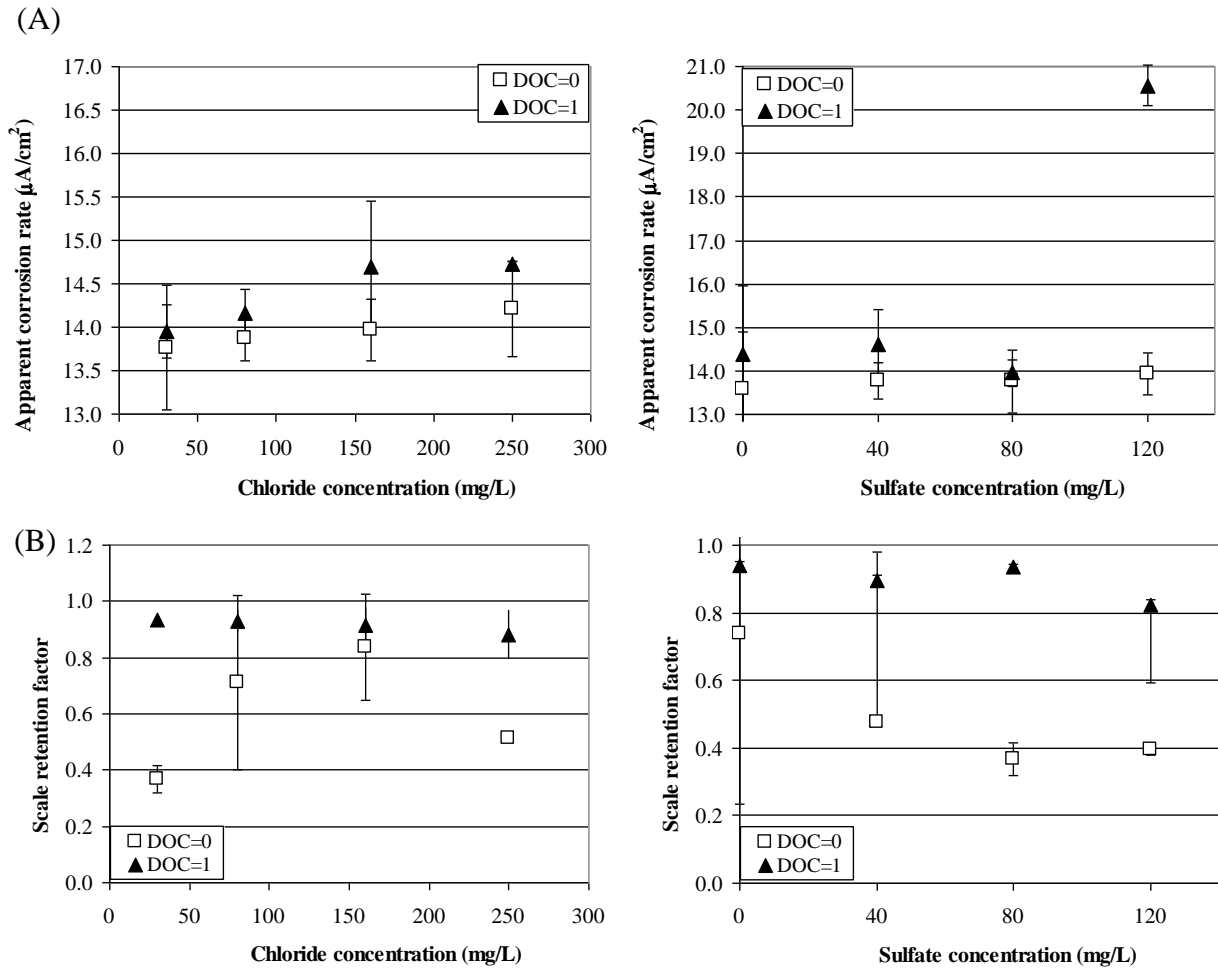 (A)
17.0
16.5
16.0
15.5
15.0
14.5
14.0
13.5
13.0
0 50 100 150 200 250 300
Apparent corrosion rate µA/cm²)
Chloride concentration (mg/L)
DOC=0
DOC=1
21.0
20.0
19.0
18.0
17.0
16.0
15.0
14.0
13.0
0 40 80 120
Apparent corrosion rate µA/cm²)
Sulfate concentration (mg/L)
DOC=0
DOC=1
(B)
1.2
1.0
0.8
0.6
0.4
0.2
0.0
0 50 100 150 200 250 300
Scale retention factor
Chloride concentration (mg/L)
DOC=0
DOC=1
1.0
0.8
0.6
0.4
0.2
0.0
0 40 80 120
Scale retention factor
Sulfate concentration (mg/L)
DOC=0
DOC=1